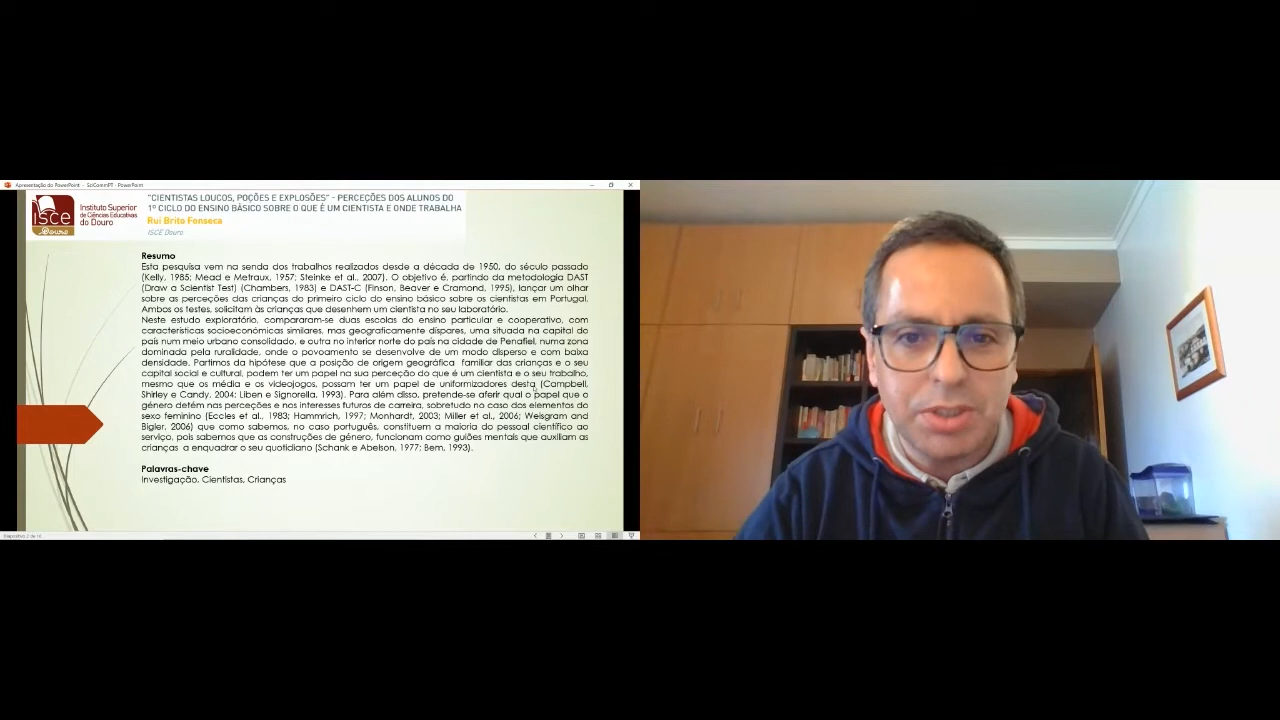 Apresentação do PowerPoint - SciCommPT - PowerPoint
isce
Douro
Instituto Superior
de Ciências Educativas
do Douro
"CIENTISTAS LOUCOS, POÇÕES E EXPLOSÕES" - PERCEÇÕES DOS ALUNOS DO
1º CICLO DO ENSINO BÁSICO SOBRE O QUE É UM CIENTISTA E ONDE TRABALHA
Rui Brito Fonseca
ISCE Douro
Resumo
Esta pesquisa vem na senda dos trabalhos realizados desde a década de 1950, do século passado
(Kelly, 1985; Mead e Metraux, 1957; Steinke et al., 2007). O objetivo é, partindo da metodologia DAST
(Draw a Scientist Test) (Chambers, 1983) e DAST-C (Finson, Beaver e Cramond, 1995), lançar um olhar
sobre as perceções das crianças do primeiro ciclo do ensino básico sobre os cientistas em Portugal.
Ambos os testes, solicitam às crianças que desenhem um cientista no seu laboratório.
Neste estudo exploratório, compararam-se duas escolas do ensino particular e cooperativo, com
características socioeconómicas similares, mas geograficamente díspares, uma situada na capital do
país num meio urbano consolidado, e outra no interior norte do país na cidade de Penafiel, numa zona
dominada pela ruralidade, onde o povoamento se desenvolve de um modo disperso e com baixa
densidade. Partimos da hipótese que a posição de origem geográfica familiar das crianças e o seu
capital social e cultural, podem ter um papel na sua perceção do que é um cientista e o seu trabalho,
mesmo que os média e os videojogos, possam ter um papel de uniformizadores desta (Campbell,
Shirley e Candy, 2004; Liben e Signorella, 1993). Para além disso, pretende-se aferir qual o papel que o
género detém nas perceções e nos interesses futuros de carreira, sobretudo no caso dos elementos do
sexo feminino (Eccles et al., 1983; Hammrich, 1997; Monhardt, 2003; Miller et al., 2006; Weisgram and
Bigler, 2006) que como sabemos, no caso português, constituem a maioria do pessoal científico ao
serviço, pois sabemos que as construções de género, funcionam como guiões mentais que auxiliam as
crianças a enquadrar o seu quotidiano (Schank e Abelson, 1977; Bem, 1993).
Palavras-chave
Investigação, Cientistas, Crianças
Diapositivo 2 de 10